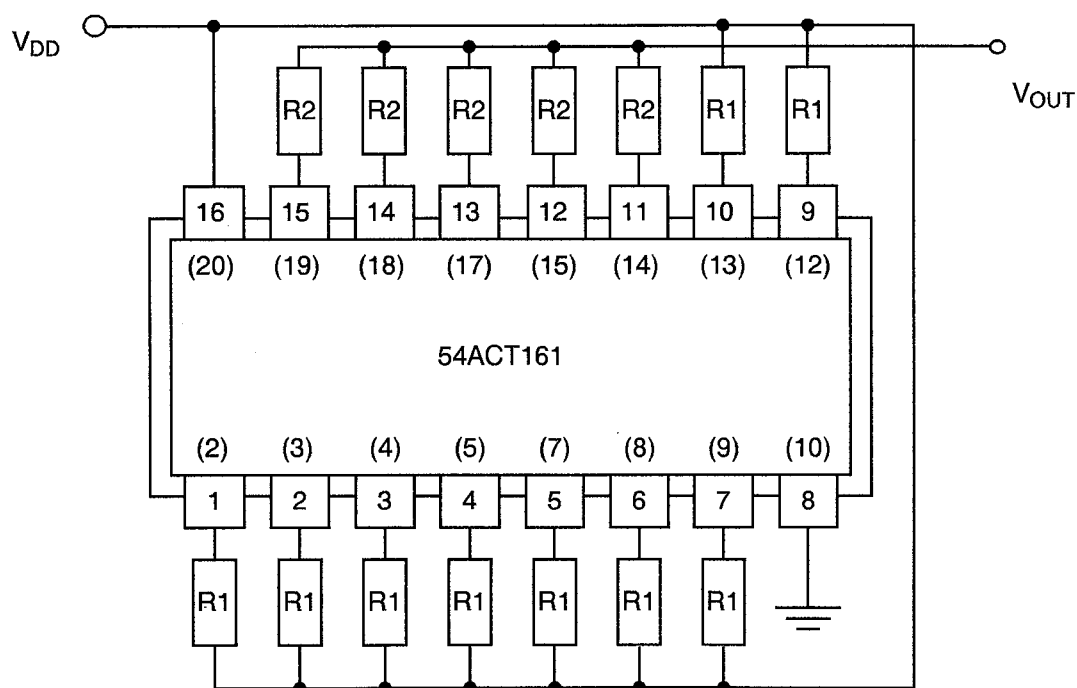 V_DD
V_OUT
R2 R2 R2 R2 R2 R1 R1
16 15 14 13 12 11 10 9
(20) (19) (18) (17) (15) (14) (13) (12)
54ACT161
(2) (3) (4) (5) (7) (8) (9) (10)
1 2 3 4 5 6 7 8
R1 R1 R1 R1 R1 R1 R1